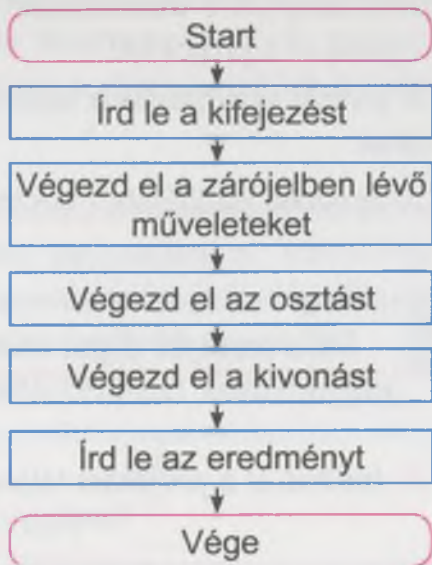 Start
Írd le a kifejezést
Végezd el a zárójelben lévő
műveleteket
Végezd el az osztást
Végezd el a kivonást
Írd le az eredményt
Vége